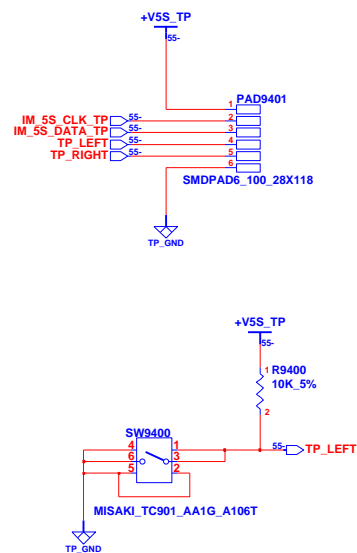 +V5S_TP
55-
PAD9401
1
IM_5S_CLK_TP 55- 2
IM_5S_DATA_TP 55- 3
TP_LEFT 55- 4
TP_RIGHT 55- 5
6
SMDPAD6_100_28X118
TP_GND
+V5S_TP
55-
1 R9400
10K_5%
2
SW9400
4 1 55- TP_LEFT
6 3
5 2
MISAKI_TC901_AA1G_A106T
TP_GND